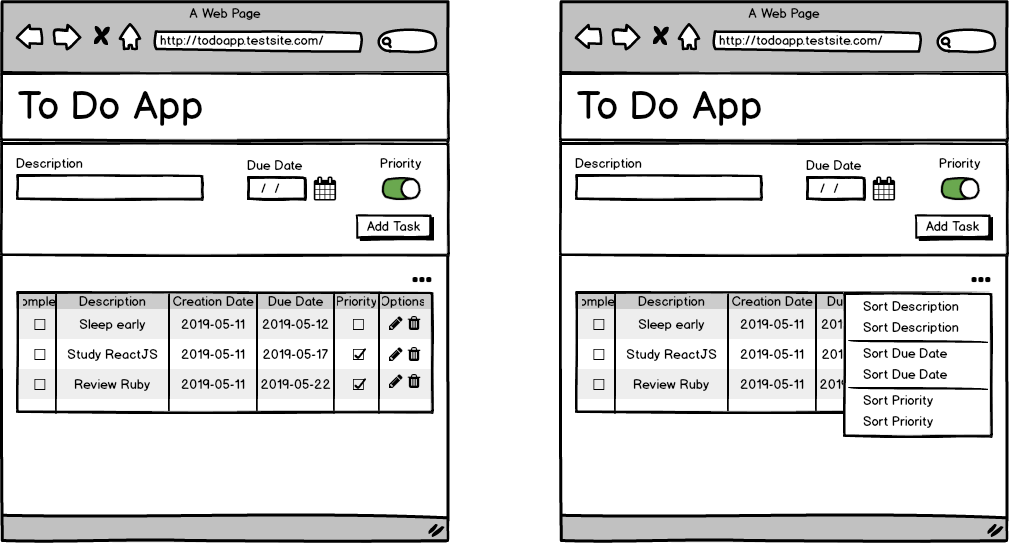 A Web Page
http://todoapp.testsite.com/
To Do App
Description Due Date Priority
/ /
Add Task
omple Description Creation Date Due Date Priority Options
Sleep early 2019-05-11 2019-05-12
Study ReactJS 2019-05-11 2019-05-17
Review Ruby 2019-05-11 2019-05-22
A Web Page
http://todoapp.testsite.com/
To Do App
Description Due Date Priority
/ /
Add Task
omple Description Creation Date Du
Sleep early 2019-05-11 201
Study ReactJS 2019-05-11 201
Review Ruby 2019-05-11 2019
Sort Description
Sort Description
Sort Due Date
Sort Due Date
Sort Priority
Sort Priority